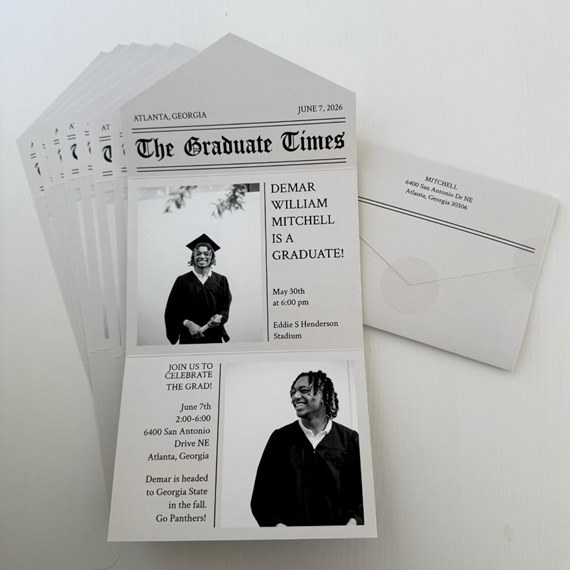 ATLANTA, GEORGIA
JUNE 7, 2026
The Graduate Times
DEMAR
WILLIAM
MITCHELL
IS A
GRADUATE!
May 30th
at 6:00 pm
Eddie S Henderson
Stadium
JOIN US TO
CELEBRATE
THE GRAD!
June 7th
2:00-6:00
6400 San Antonio
Drive NE
Atlanta, Georgia
Demar is headed
to Georgia State
in the fall.
Go Panthers!
MITCHELL
6400 San Antonio Dr NE
Atlanta, Georgia 30306